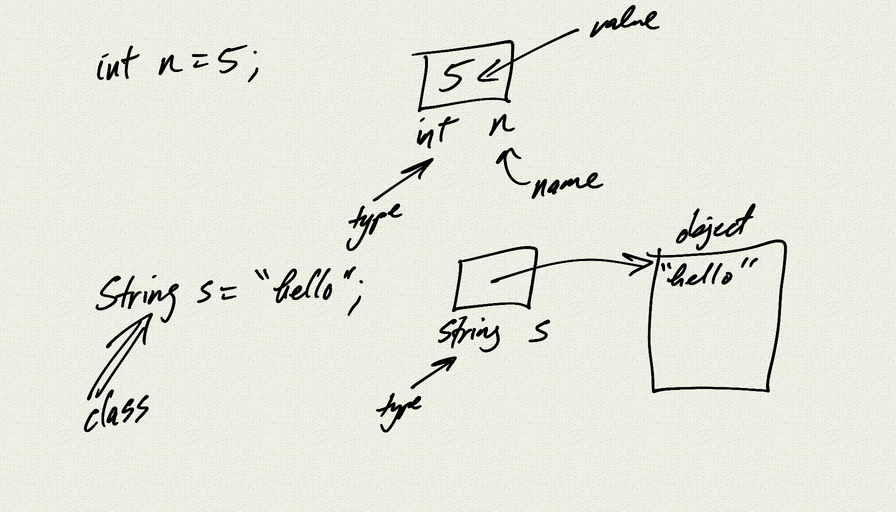 int n = 5;
value
5
int n
name
type
String s = "hello";
class
object
"hello"
String s
type